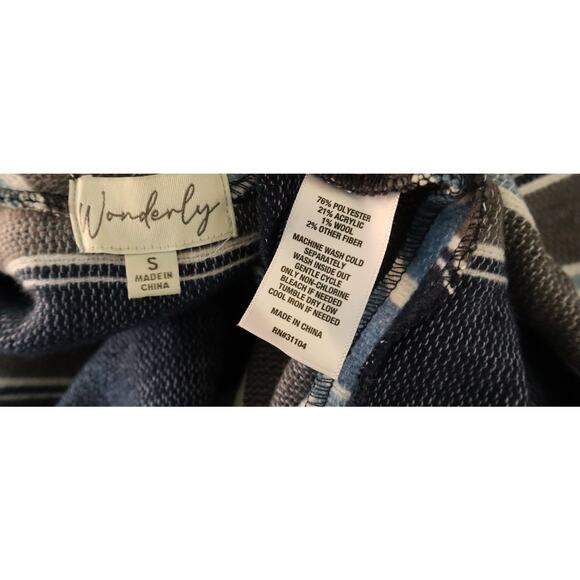 Wonderly
S
MADE IN
CHINA
76% POLYESTER
21% ACRYLIC
1% WOOL
2% OTHER FIBER
MACHINE WASH COLD
SEPARATELY
WASH INSIDE OUT
GENTLE CYCLE
ONLY NON-CHLORINE
BLEACH IF NEEDED
TUMBLE DRY LOW
COOL IRON IF NEEDED
MADE IN CHINA
RN#31104